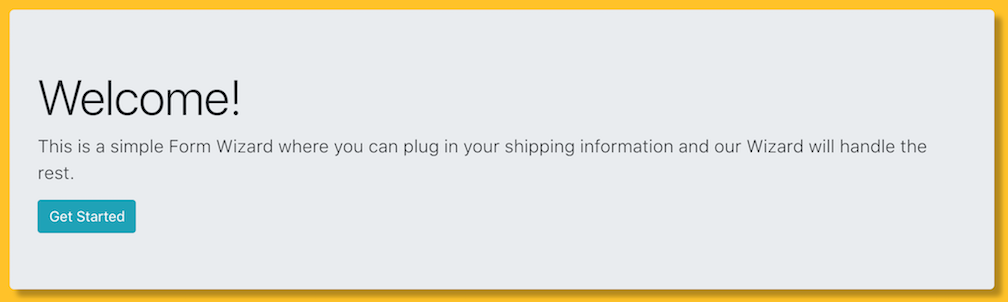 Welcome!
This is a simple Form Wizard where you can plug in your shipping information and our Wizard will handle the
rest.
Get Started